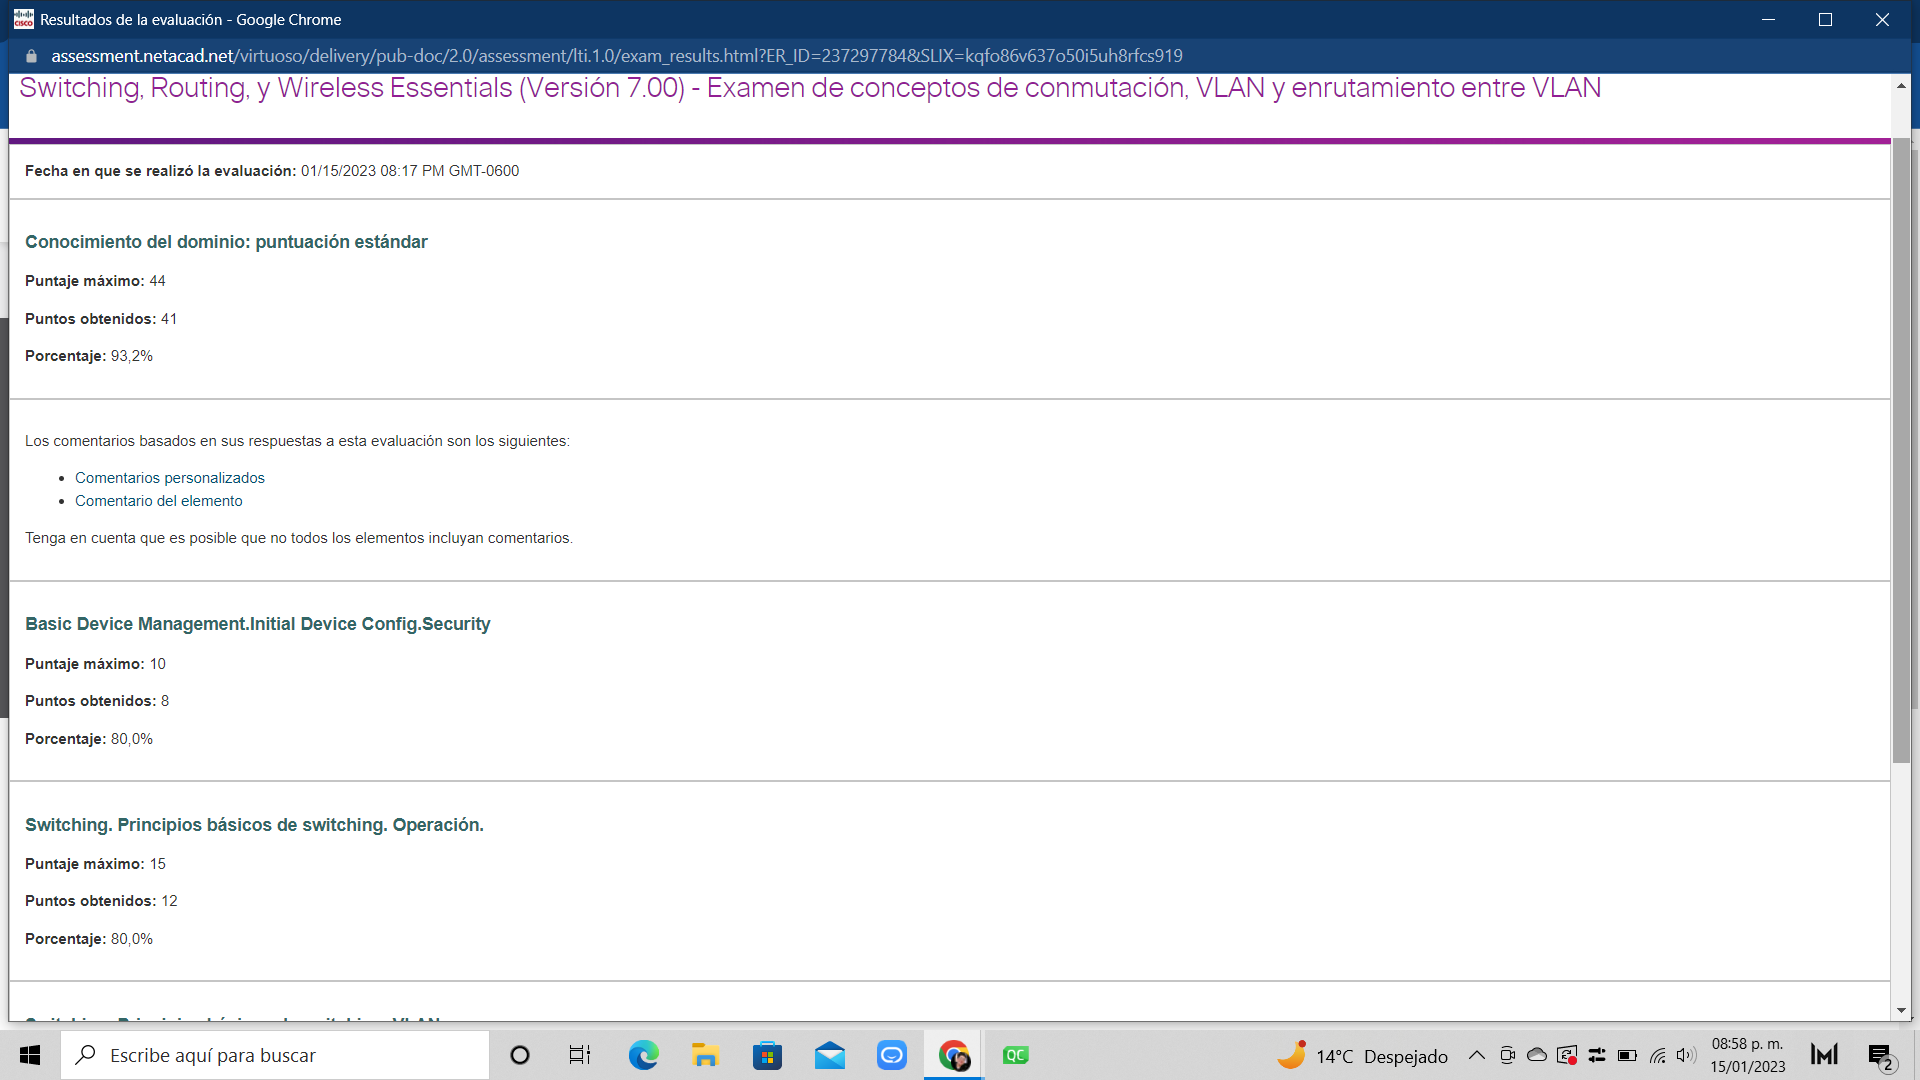 Resultados de la evaluación - Google Chrome
assessment.netacad.net/virtuoso/delivery/pub-doc/2.0/assessment/lti.1.0/exam_results.html?ER_ID=237297784&SLIX=kqfo86v637o50i5uh8rfcs919
Switching, Routing, y Wireless Essentials (Versión 7.00) - Examen de conceptos de conmutación, VLAN y enrutamiento entre VLAN
Fecha en que se realizó la evaluación: 01/15/2023 08:17 PM GMT-0600
Conocimiento del dominio: puntuación estándar
Puntaje máximo: 44
Puntos obtenidos: 41
Porcentaje: 93,2%
Los comentarios basados en sus respuestas a esta evaluación son los siguientes:
• Comentarios personalizados
• Comentario del elemento
Tenga en cuenta que es posible que no todos los elementos incluyan comentarios.
Basic Device Management.Initial Device Config.Security
Puntaje máximo: 10
Puntos obtenidos: 8
Porcentaje: 80,0%
Switching. Principios básicos de switching. Operación.
Puntaje máximo: 15
Puntos obtenidos: 12
Porcentaje: 80,0%
Escribe aquí para buscar
QC
14°C Despejado
08:58 p. m.
15/01/2023
2